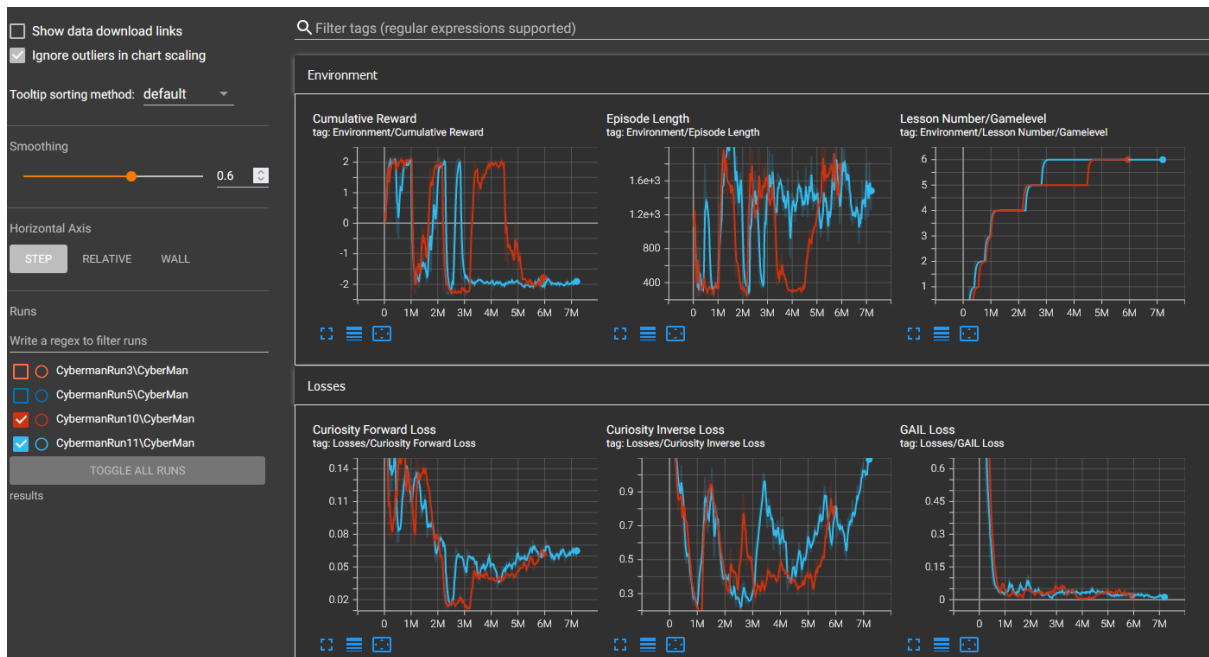 Show data download links
Ignore outliers in chart scaling
Tooltip sorting method: default
Smoothing
0.6
Horizontal Axis
STEP RELATIVE WALL
Runs
Write a regex to filter runs
CybermanRun3\CyberMan
CybermanRun5\CyberMan
CybermanRun10\CyberMan
CybermanRun11\CyberMan
TOGGLE ALL RUNS
results
Filter tags (regular expressions supported)
Environment
Cumulative Reward
tag: Environment/Cumulative Reward
2
1
0
-1
-2
0 1M 2M 3M 4M 5M 6M 7M
Episode Length
tag: Environment/Episode Length
1.6e+3
1.2e+3
800
400
0 1M 2M 3M 4M 5M 6M 7M
Lesson Number/Gamelevel
tag: Environment/Lesson Number/Gamelevel
6
5
4
3
2
1
0 1M 2M 3M 4M 5M 6M 7M
Losses
Curiosity Forward Loss
tag: Losses/Curiosity Forward Loss
0.14
0.11
0.08
0.05
0.02
0 1M 2M 3M 4M 5M 6M 7M
Curiosity Inverse Loss
tag: Losses/Curiosity Inverse Loss
0.9
0.7
0.5
0.3
0 1M 2M 3M 4M 5M 6M 7M
GAIL Loss
tag: Losses/GAIL Loss
0.6
0.45
0.3
0.15
0
0 1M 2M 3M 4M 5M 6M 7M